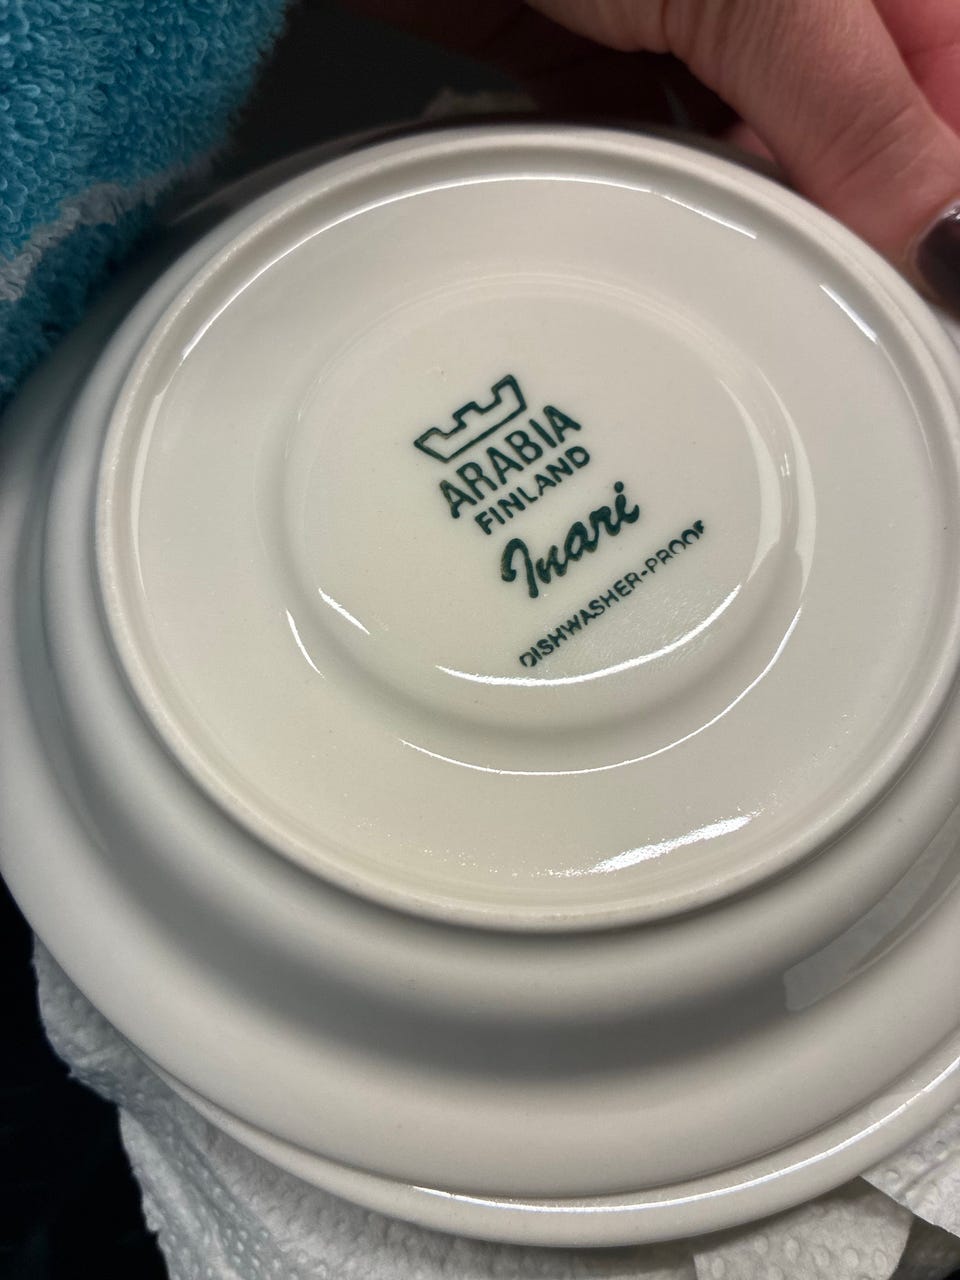 ARABIA
FINLAND
Inari
DISHWASHER-PROOF